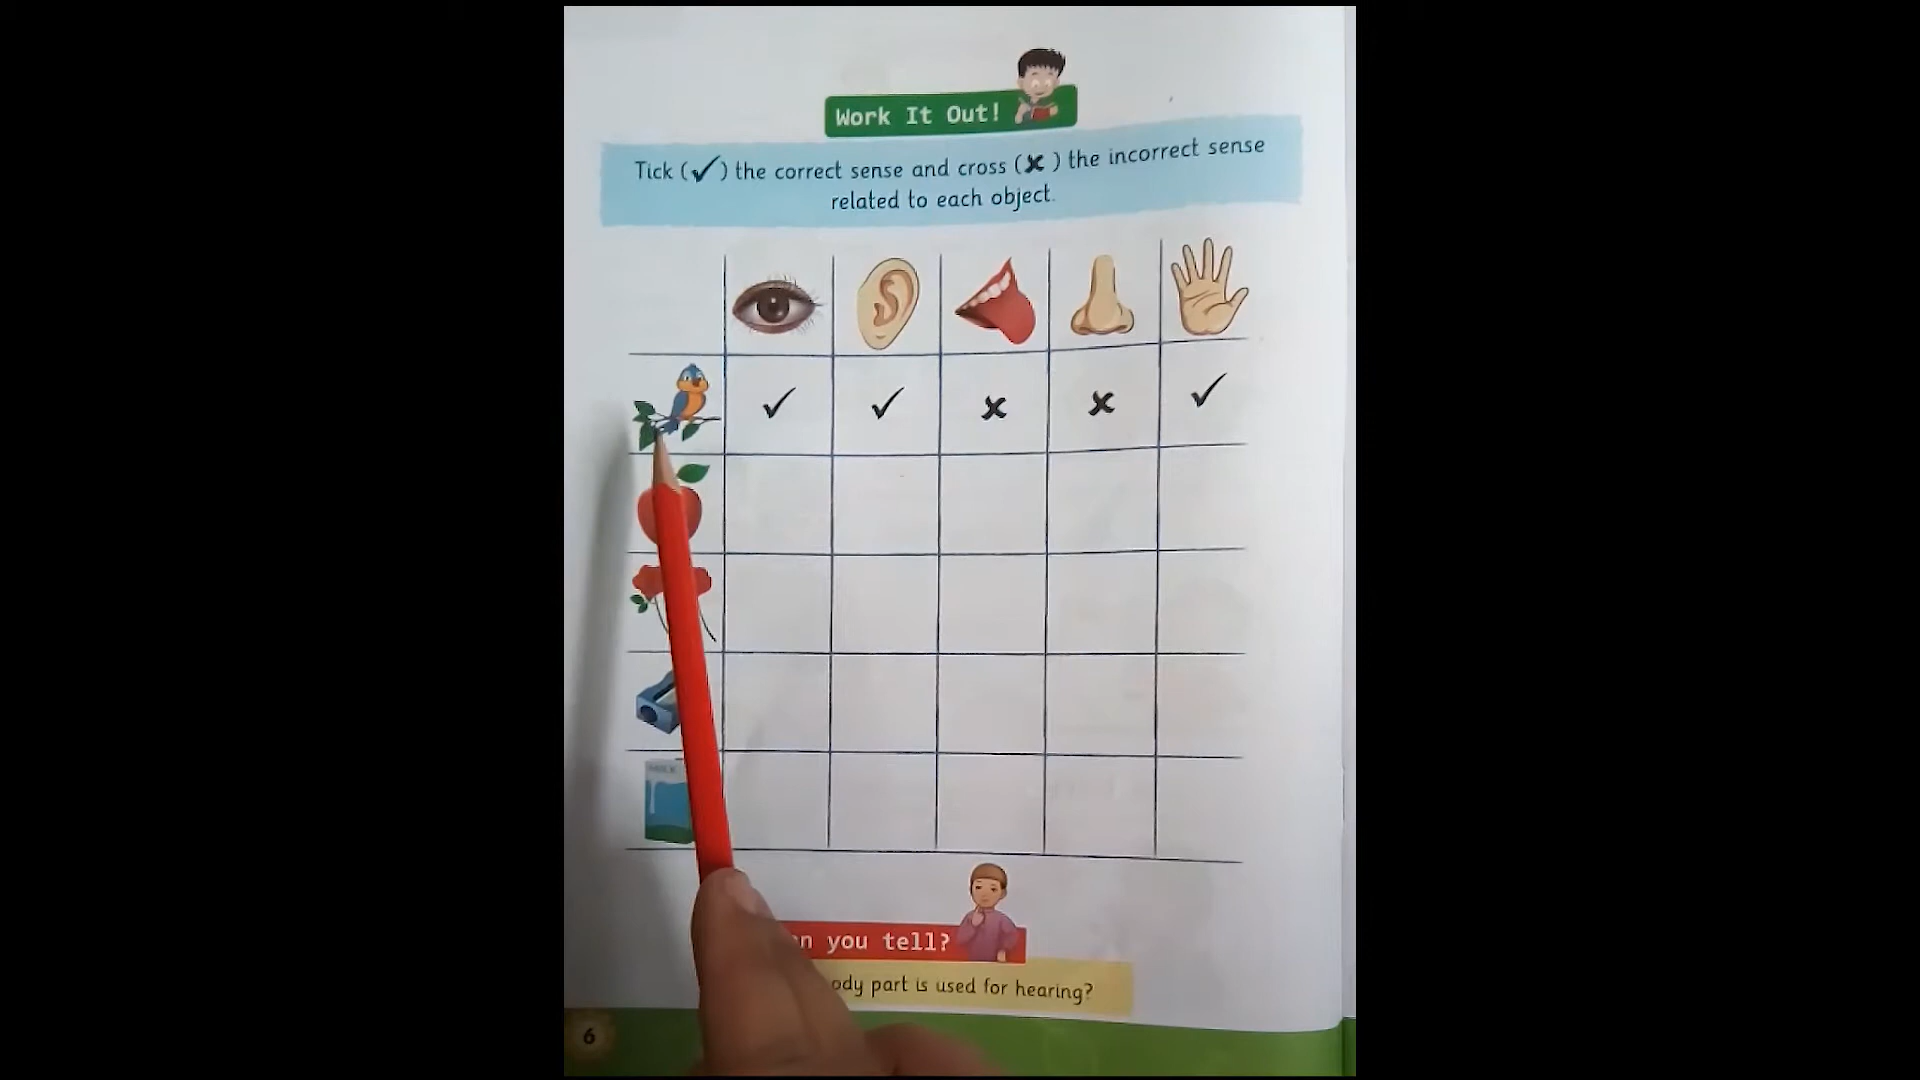 Work It Out!
Tick (✓) the correct sense and cross (✗) the incorrect sense
related to each object.
you tell?
part is used for hearing?
6